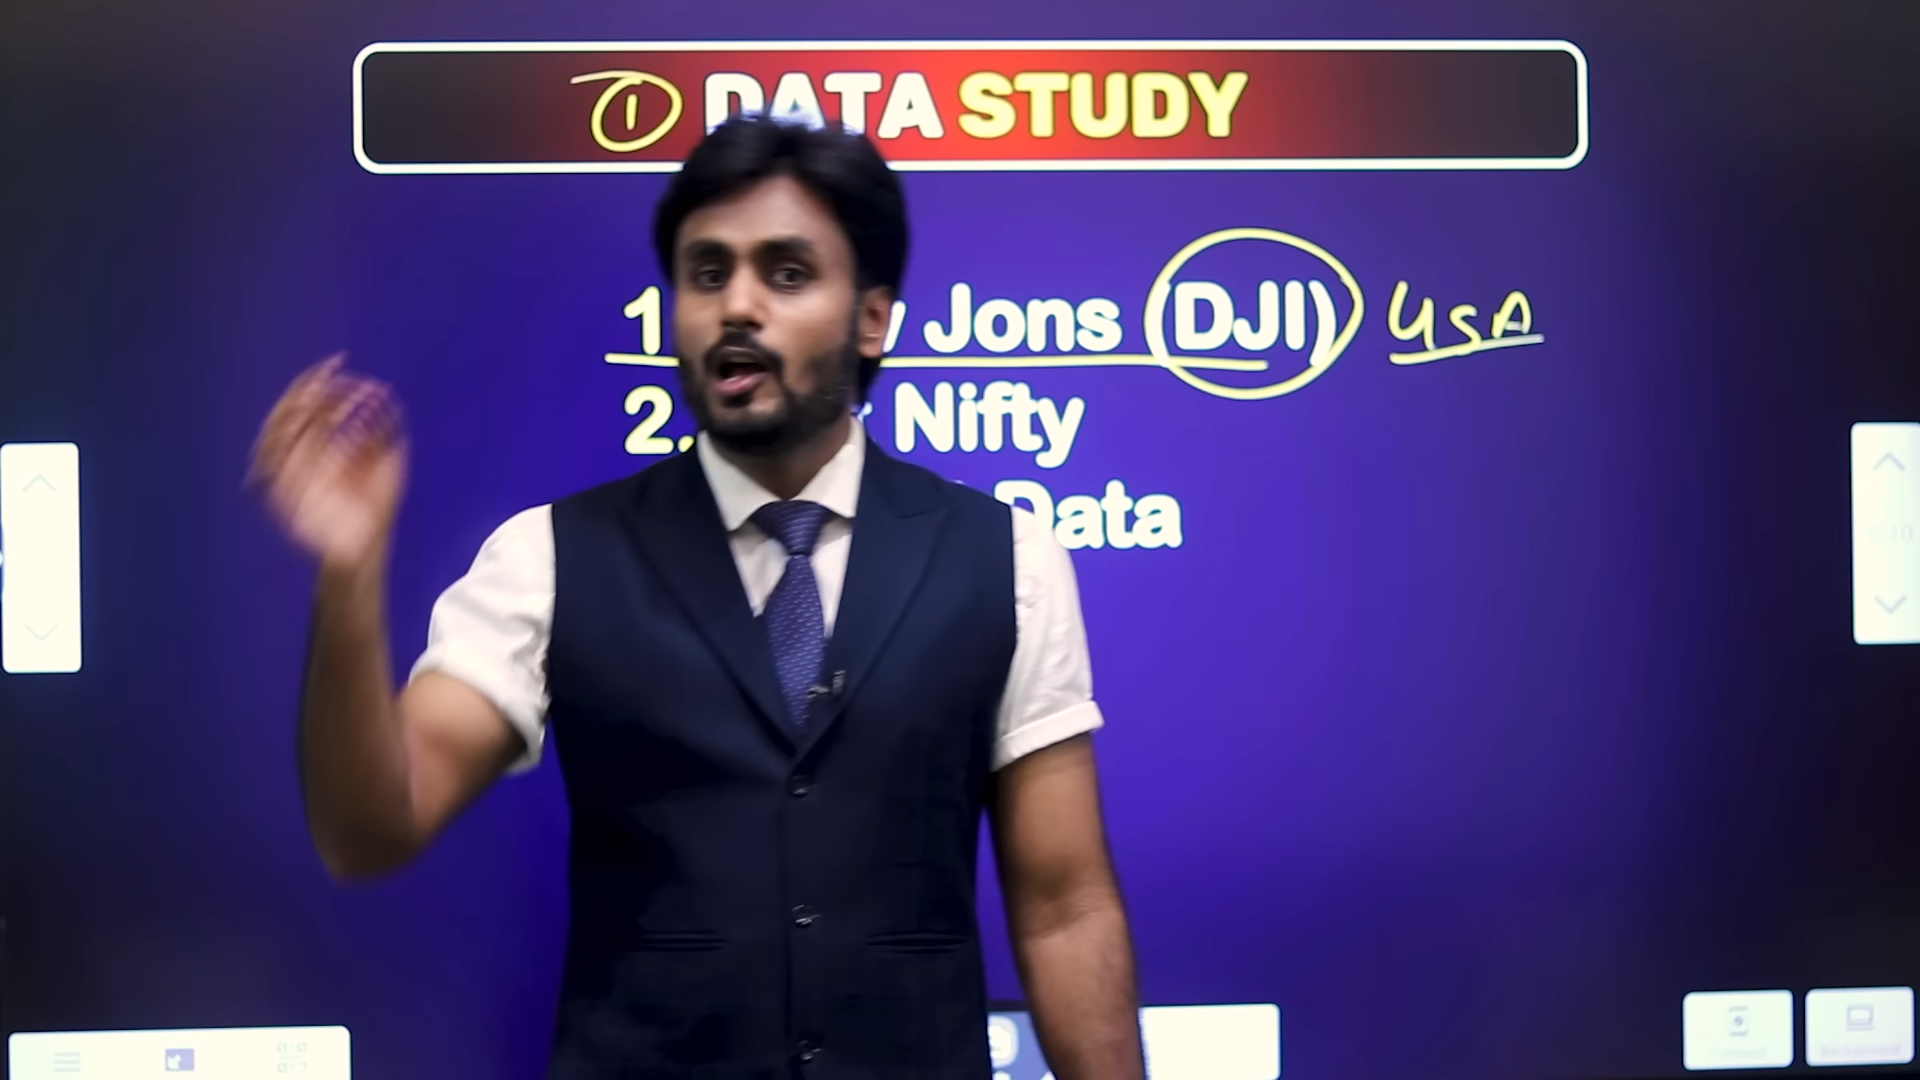 ① DATA STUDY
1 Jons (DJI) USA
2. Nifty
Data